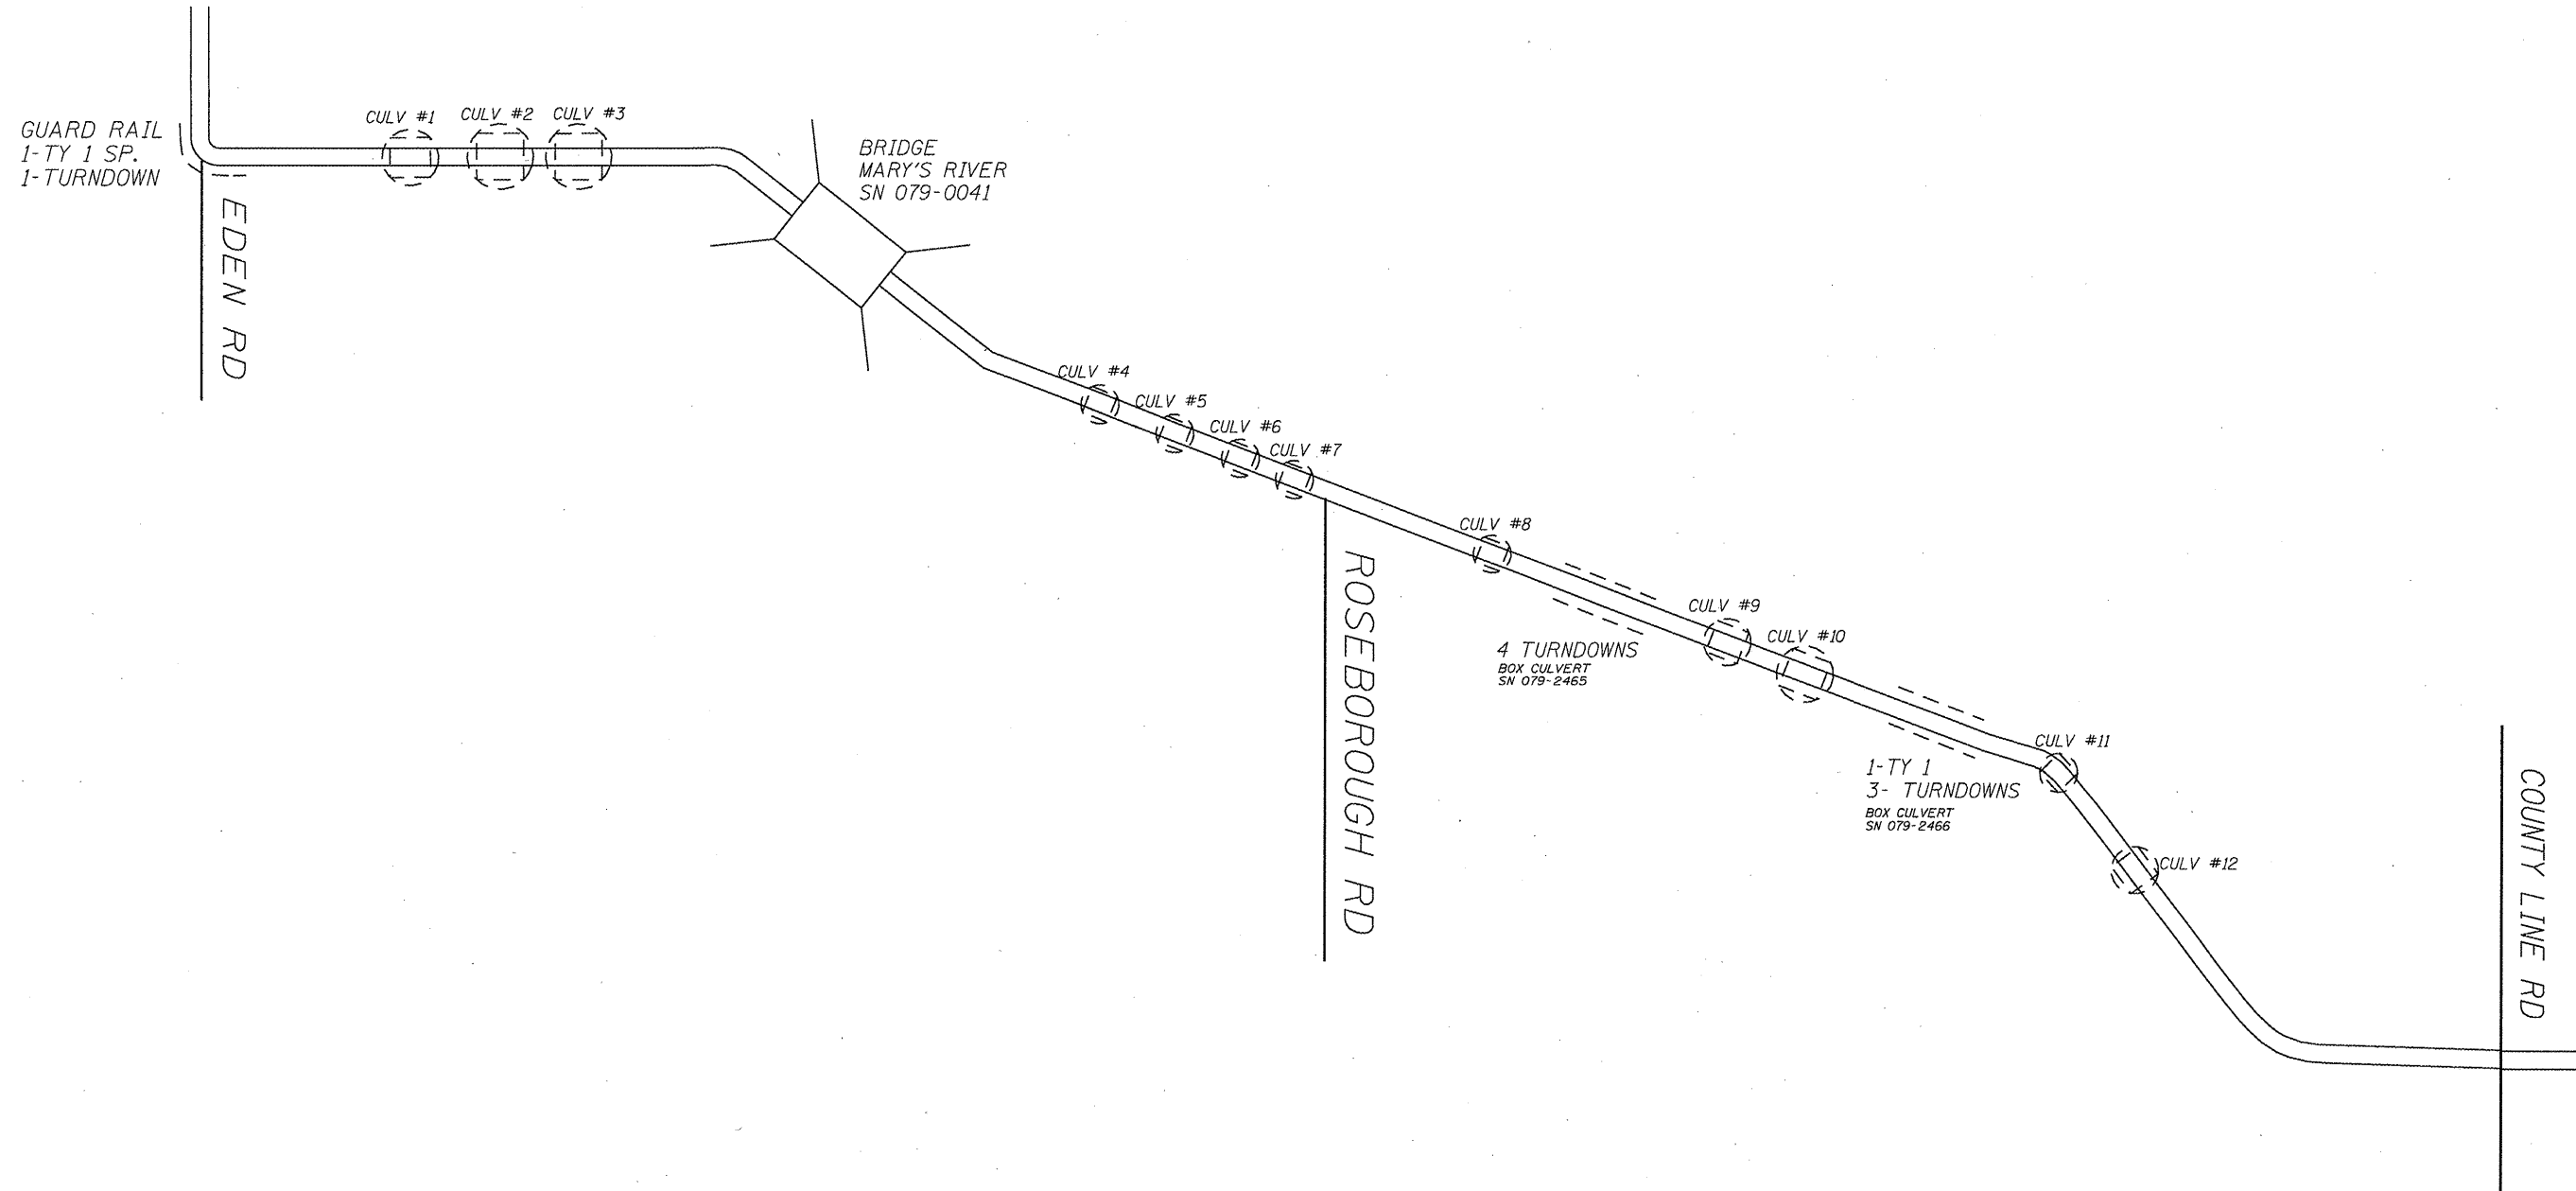 GUARD RAIL
1-TY 1 SP.
1-TURNDOWN
EDEN RD
CULV #1
CULV #2
CULV #3
BRIDGE
MARY'S RIVER
SN 079-0041
CULV #4
CULV #5
CULV #6
CULV #7
ROSEBOROUGH RD
CULV #8
4 TURNDOWNS
BOX CULVERT
SN 079-2465
CULV #9
CULV #10
1-TY 1
3- TURNDOWNS
BOX CULVERT
SN 079-2466
CULV #11
CULV #12
COUNTY LINE RD